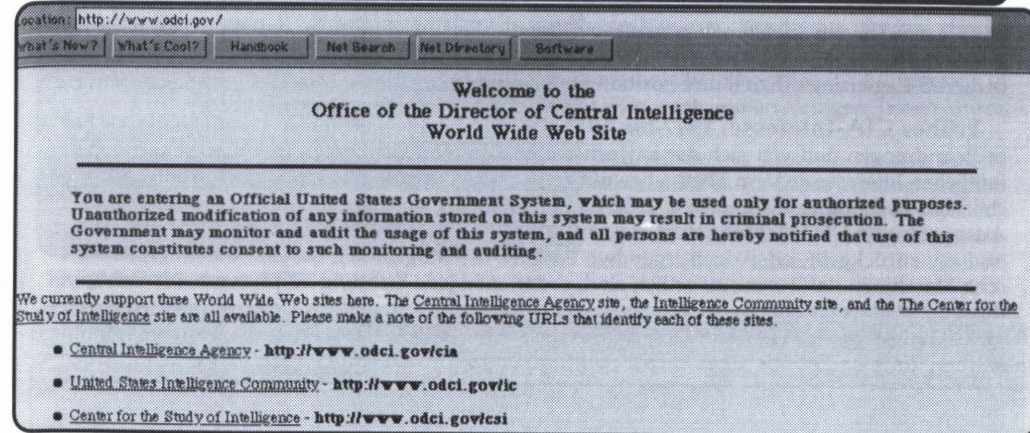 Location: http://www.odci.gov/
What's New? What's Cool? Handbook Net Search Net Directory Software
Welcome to the
Office of the Director of Central Intelligence
World Wide Web Site
You are entering an Official United States Government System, which may be used only for authorized purposes.
Unauthorized modification of any information stored on this system may result in criminal prosecution. The
Government may monitor and audit the usage of this system, and all persons are hereby notified that use of this
system constitutes consent to such monitoring and auditing.
We currently support three World Wide Web sites here. The Central Intelligence Agency site, the Intelligence Community site, and the The Center for the
Study of Intelligence site are all available. Please make a note of the following URLs that identify each of these sites.
● Central Intelligence Agency - http://www.odci.gov/cia
● United States Intelligence Community - http://www.odci.gov/ic
● Center for the Study of Intelligence - http://www.odci.gov/csi